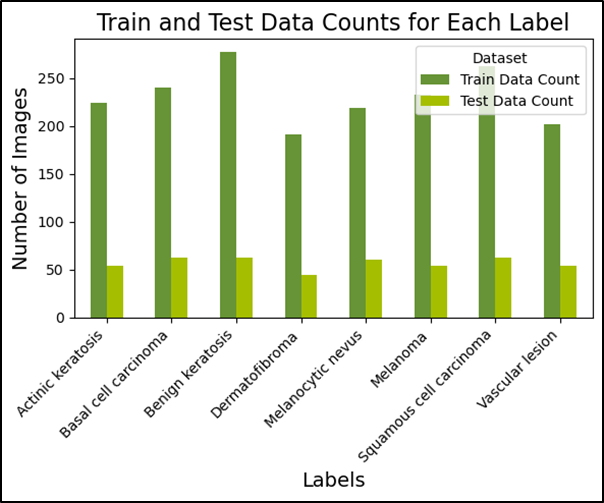 Train and Test Data Counts for Each Label
Dataset
Train Data Count
Test Data Count
Number of Images
250
200
150
100
50
0
Actinic keratosis
Basal cell carcinoma
Benign keratosis
Dermatofibroma
Melanocytic nevus
Melanoma
Squamous cell carcinoma
Vascular lesion
Labels